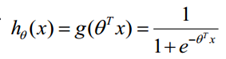 h_θ(x) = g(θ^T x) = 1 / (1 + e^{-θ^T x})